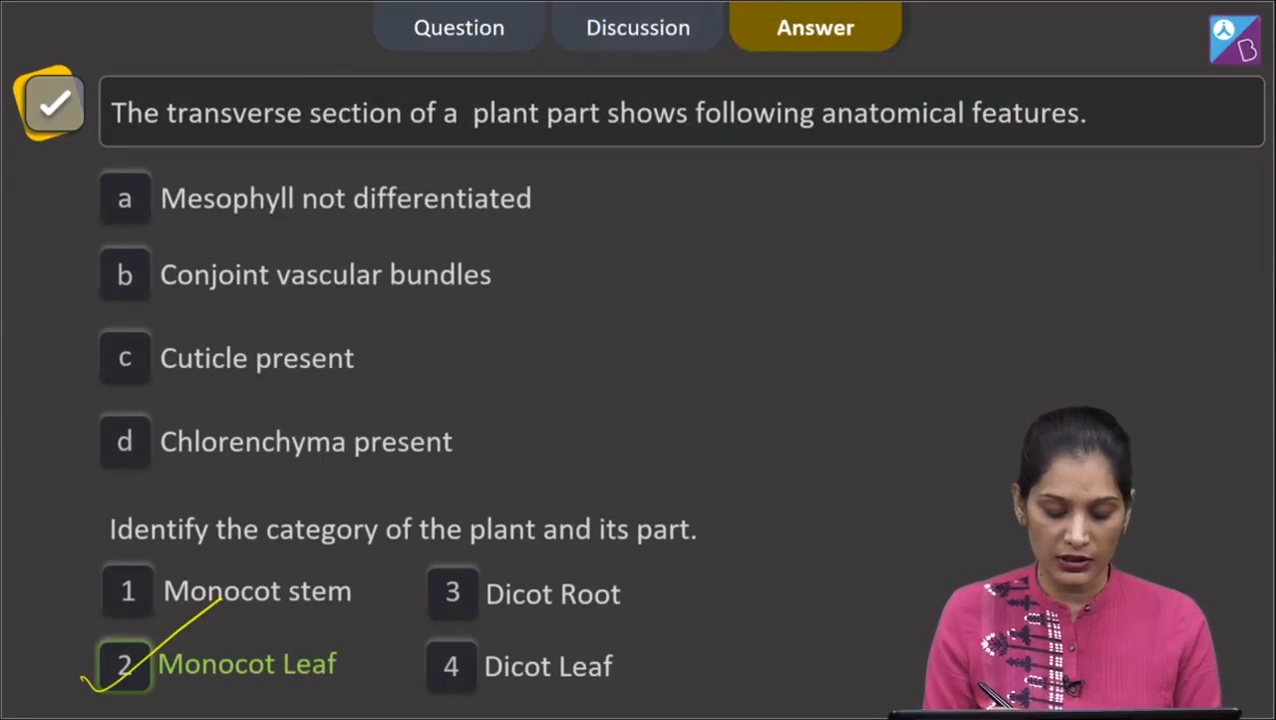 Question Discussion Answer
The transverse section of a plant part shows following anatomical features.
a Mesophyll not differentiated
b Conjoint vascular bundles
c Cuticle present
d Chlorenchyma present
Identify the category of the plant and its part.
1 Monocot stem 3 Dicot Root
2 Monocot Leaf 4 Dicot Leaf
B